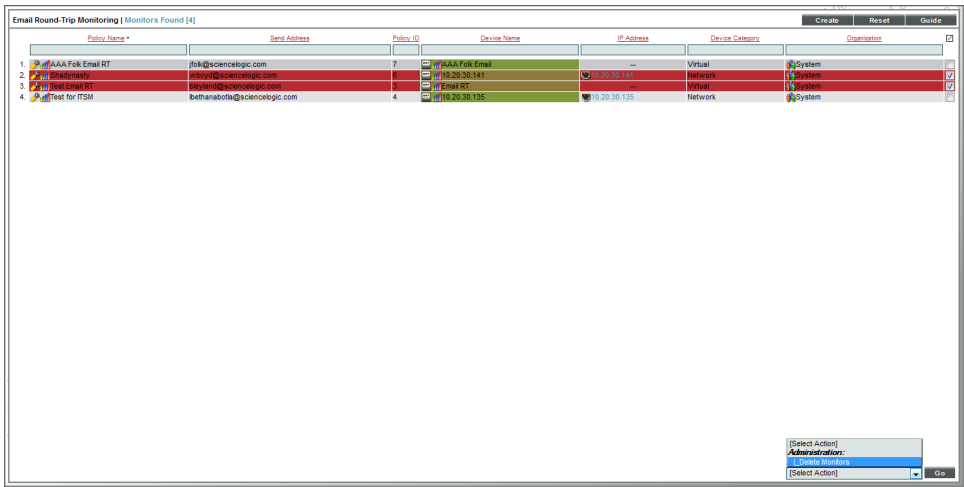 Email Round-Trip Monitoring | Monitors Found [4] Create Reset Guide
Policy Name • Send Address Policy ID Device Name IP Address Device Category Organization
1. AAA Folk Email RT jfolk@sciencelogic.com 7 AAA Folk Email -- Virtual System
2. Shadynasty wboyd@sciencelogic.com 6 10.20.30.141 10.20.30.141 Network System
3. Test Email RT bleyland@sciencelogic.com 3 Email RT -- Virtual System
4. Test for ITSM lbethanabotla@sciencelogic.com 4 10.20.30.135 10.20.30.135 Network System
[Select Action]
Administration:
Delete Monitors
[Select Action] Go